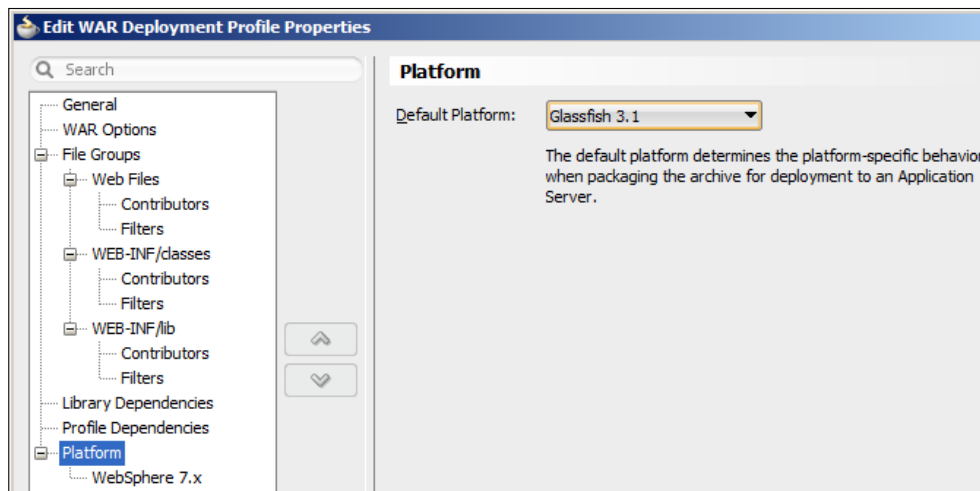 Edit WAR Deployment Profile Properties
Search
General
WAR Options
File Groups
Web Files
Contributors
Filters
WEB-INF/classes
Contributors
Filters
WEB-INF/lib
Contributors
Filters
Library Dependencies
Profile Dependencies
Platform
WebSphere 7.x
Platform
Default Platform: Glassfish 3.1
The default platform determines the platform-specific behavior
when packaging the archive for deployment to an Application
Server.